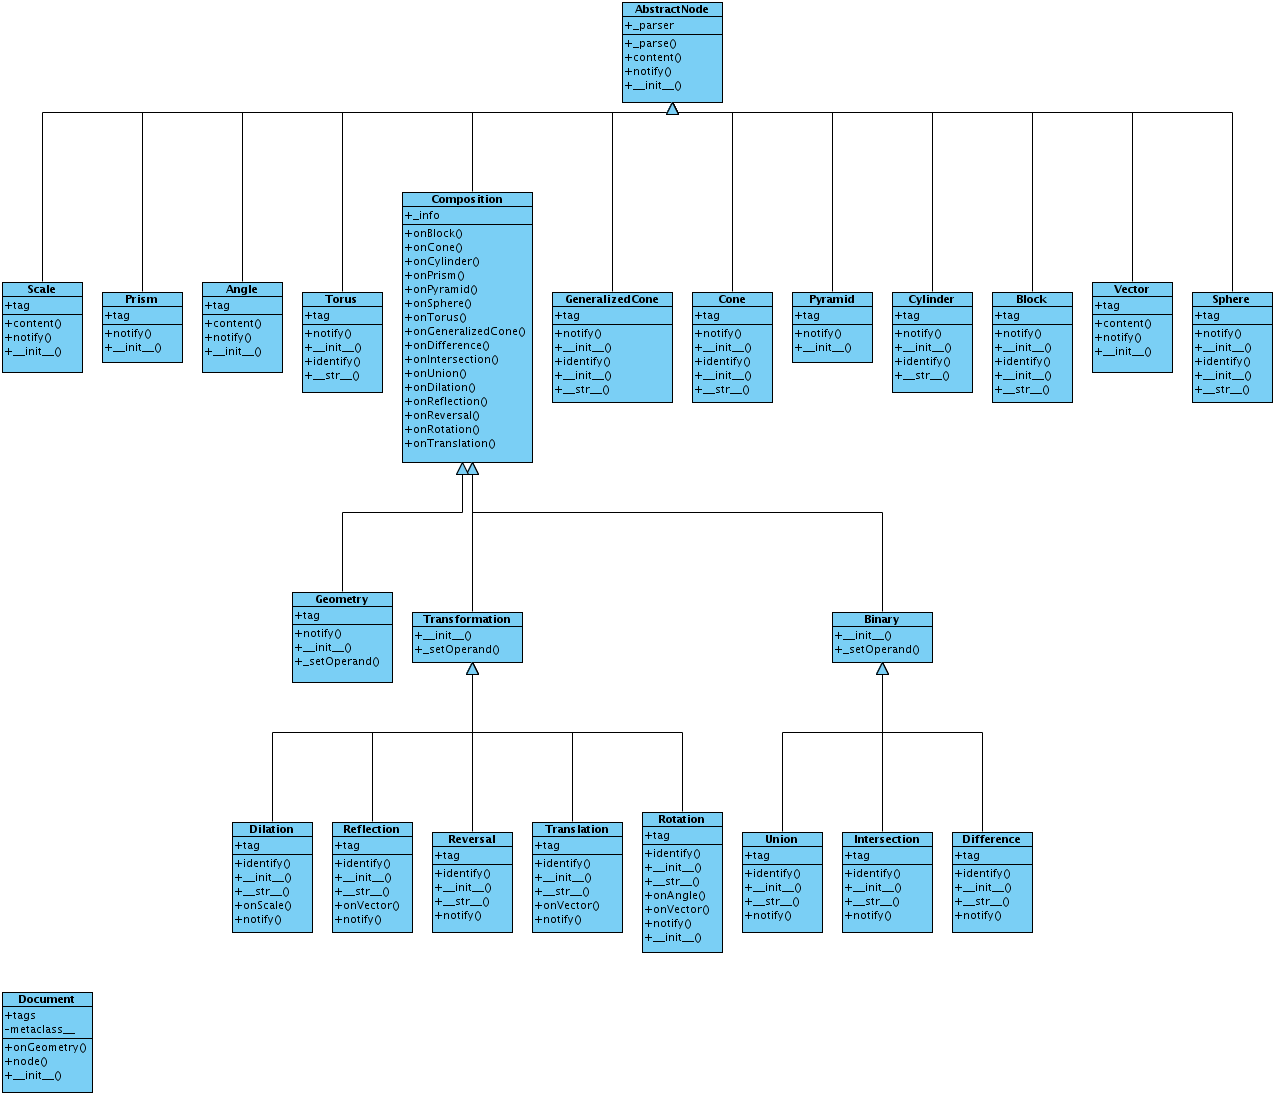 AbstractNode
+_parser
+_parse()
+content()
+notify()
+__init__()
Composition
+_info
+onBlock()
+onCone()
+onCylinder()
+onPrism()
+onPyramid()
+onSphere()
+onTorus()
+onGeneralizedCone()
+onDifference()
+onIntersection()
+onUnion()
+onDilation()
+onReflection()
+onReversal()
+onRotation()
+onTranslation()
Scale
+tag
+content()
+notify()
+__init__()
Prism
+tag
+notify()
+__init__()
Angle
+tag
+content()
+notify()
+__init__()
Torus
+tag
+notify()
+__init__()
+identify()
+__str__()
GeneralizedCone
+tag
+notify()
+__init__()
+identify()
+__init__()
+__str__()
Cone
+tag
+notify()
+__init__()
+identify()
+__init__()
+__str__()
Pyramid
+tag
+notify()
+__init__()
Cylinder
+tag
+notify()
+__init__()
+identify()
+__str__()
Block
+tag
+notify()
+__init__()
+identify()
+__init__()
+__str__()
Vector
+tag
+content()
+notify()
+__init__()
Sphere
+tag
+notify()
+__init__()
+identify()
+__init__()
+__str__()
Geometry
+tag
+notify()
+__init__()
+_setOperand()
Transformation
+__init__()
+_setOperand()
Binary
+__init__()
+_setOperand()
Dilation
+tag
+identify()
+__init__()
+__str__()
+onScale()
+notify()
Reflection
+tag
+identify()
+__init__()
+__str__()
+onVector()
+notify()
Reversal
+tag
+identify()
+__init__()
+__str__()
+notify()
Translation
+tag
+identify()
+__init__()
+__str__()
+onVector()
+notify()
Rotation
+tag
+identify()
+__init__()
+__str__()
+onAngle()
+onVector()
+notify()
+__init__()
Union
+tag
+identify()
+__init__()
+__str__()
+notify()
Intersection
+tag
+identify()
+__init__()
+__str__()
+notify()
Difference
+tag
+identify()
+__init__()
+__str__()
+notify()
Document
+tags
-metaclass__
+onGeometry()
+node()
+__init__()